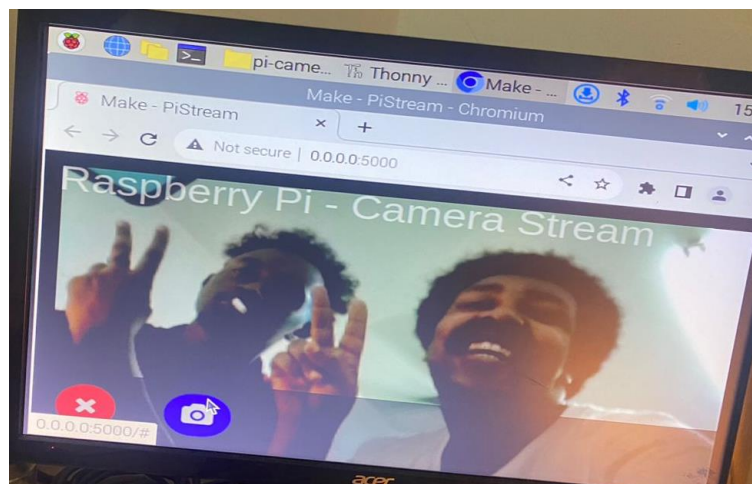 >_
pi-came...
Thonny ...
Make - ...
15
Make - PiStream - Chromium
Make - PiStream
Not secure | 0.0.0.0:5000
Raspberry Pi - Camera Stream
0.0.0.0:5000/#
acer